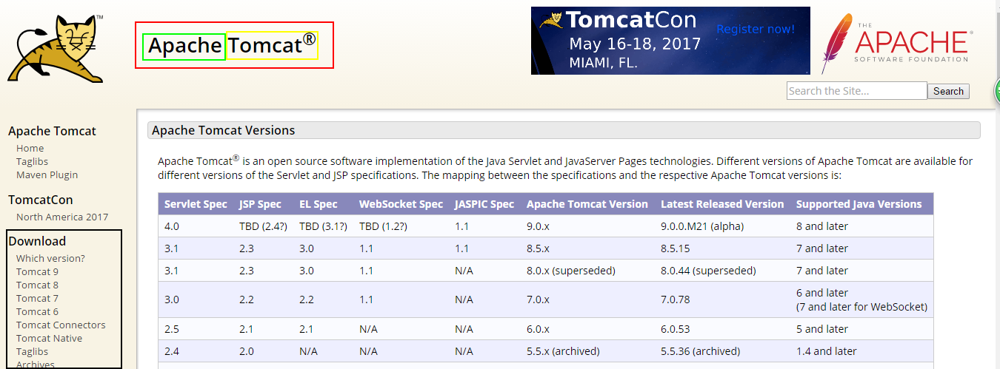 TM
Apache Tomcat®
TomcatCon
Register now!
May 16-18, 2017
MIAMI, FL.
THE
APACHE®
SOFTWARE FOUNDATION
Search the Site...
Search
Apache Tomcat
Home
Taglibs
Maven Plugin
TomcatCon
North America 2017
Download
Which version?
Tomcat 9
Tomcat 8
Tomcat 7
Tomcat 6
Tomcat Connectors
Tomcat Native
Taglibs
Archives
Apache Tomcat Versions
Apache Tomcat® is an open source software implementation of the Java Servlet and JavaServer Pages technologies. Different versions of Apache Tomcat are available for
different versions of the Servlet and JSP specifications. The mapping between the specifications and the respective Apache Tomcat versions is:
Servlet Spec JSP Spec EL Spec WebSocket Spec JASPIC Spec Apache Tomcat Version Latest Released Version Supported Java Versions
4.0 TBD (2.4?) TBD (3.1?) TBD (1.2?) 1.1 9.0.x 9.0.0.M21 (alpha) 8 and later
3.1 2.3 3.0 1.1 1.1 8.5.x 8.5.15 7 and later
3.1 2.3 3.0 1.1 N/A 8.0.x (superseded) 8.0.44 (superseded) 7 and later
3.0 2.2 2.2 1.1 N/A 7.0.x 7.0.78 6 and later
(7 and later for WebSocket)
2.5 2.1 2.1 N/A N/A 6.0.x 6.0.53 5 and later
2.4 2.0 N/A N/A N/A 5.5.x (archived) 5.5.36 (archived) 1.4 and later